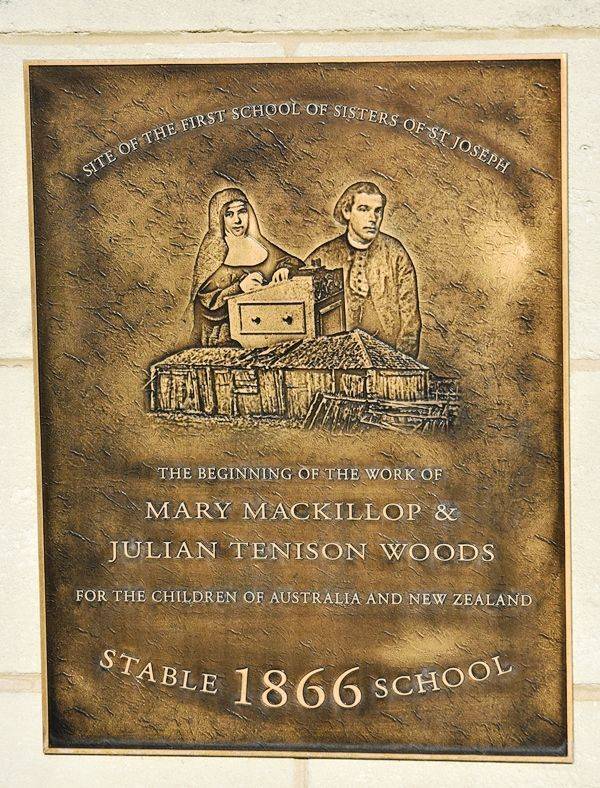 SITE OF THE FIRST SCHOOL OF SISTERS OF ST JOSEPH
THE BEGINNING OF THE WORK OF
MARY MACKILLOP &
JULIAN TENISON WOODS
FOR THE CHILDREN OF AUSTRALIA AND NEW ZEALAND
STABLE 1866 SCHOOL